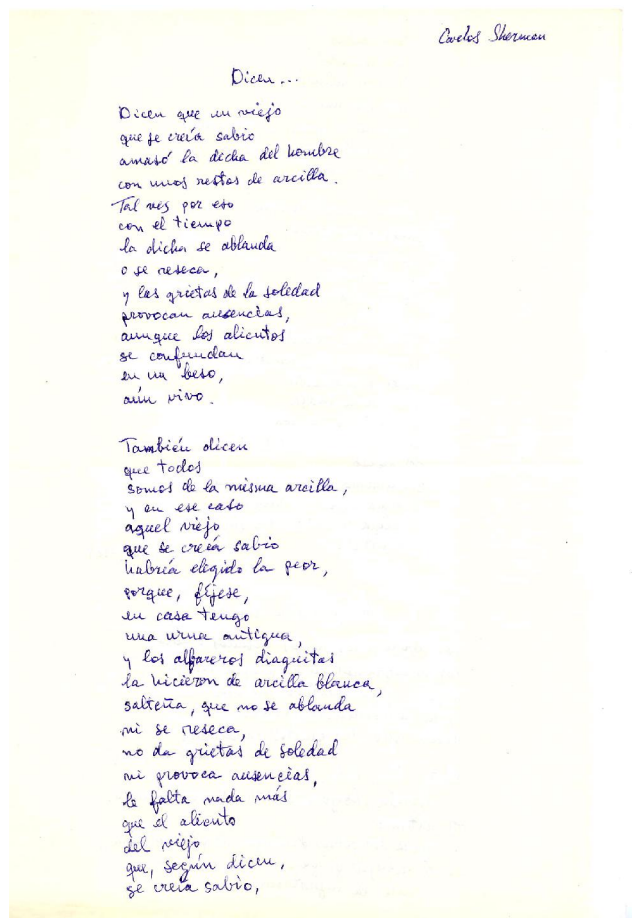 Carlos Sherman
Dicen...
Dicen que un viejo
que se creía sabio
amasó la dicha del hombre
con unos restos de arcilla.
Tal vez por eso
con el tiempo
la dicha se ablanda
o se reseca,
y las grietas de la soledad
provocan ausencias,
aunque los alientos
se confundan
en un beso,
aún vivo.
También dicen
que todos
somos de la misma arcilla,
y en ese caso
aquel viejo
que se creía sabio
habría elegido la peor,
porque, fíjese,
en casa tengo
una urna antigua,
y los alfareros diaguitas
la hicieron de arcilla blanca,
salteña, que no se ablanda
ni se reseca,
no da grietas de soledad
ni provoca ausencias,
le falta nada más
que el aliento
del viejo
que, según dicen,
se creía sabio,